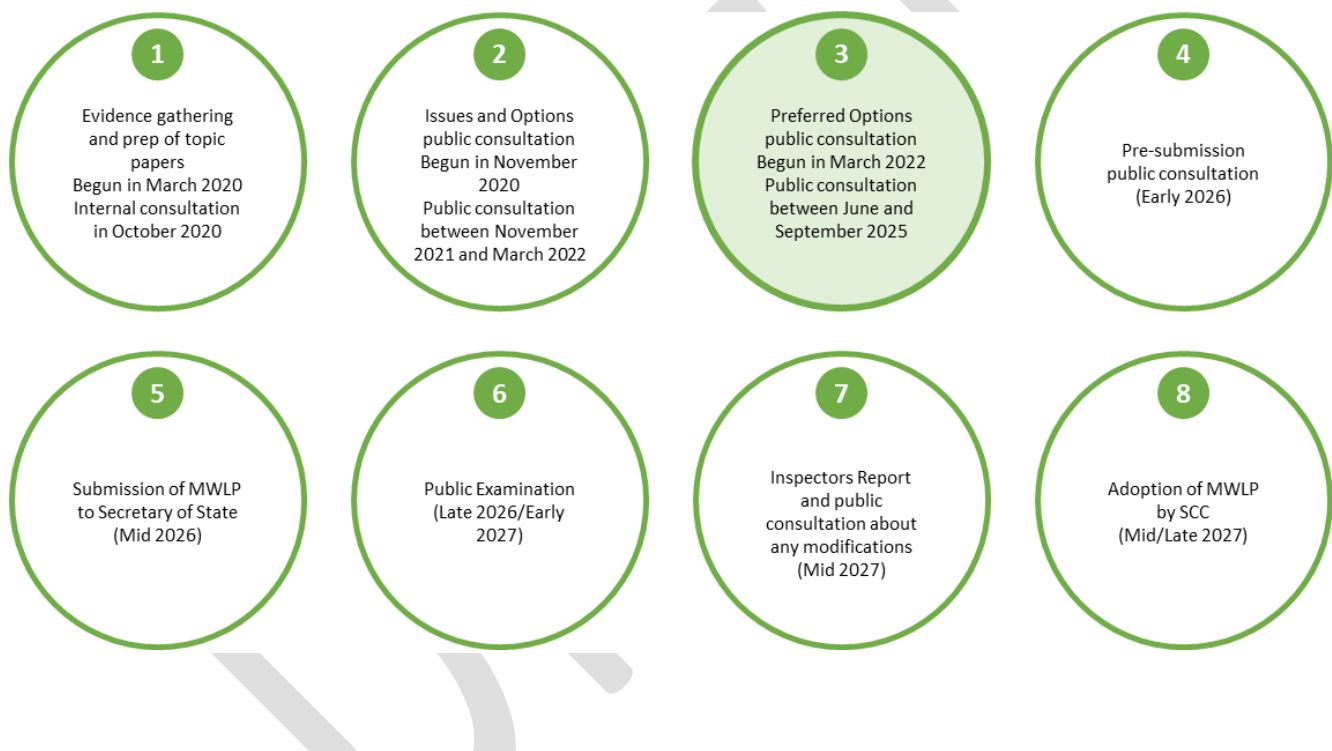 1
Evidence gathering
and prep of topic
papers
Begun in March 2020
Internal consultation
in October 2020
2
Issues and Options
public consultation
Begun in November
2020
Public consultation
between November
2021 and March 2022
3
Preferred Options
public consultation
Begun in March 2022
Public consultation
between June and
September 2025
4
Pre-submission
public consultation
(Early 2026)
5
Submission of MWLP
to Secretary of State
(Mid 2026)
6
Public Examination
(Late 2026/Early
2027)
7
Inspectors Report
and public
consultation about
any modifications
(Mid 2027)
8
Adoption of MWLP
by SCC
(Mid/Late 2027)